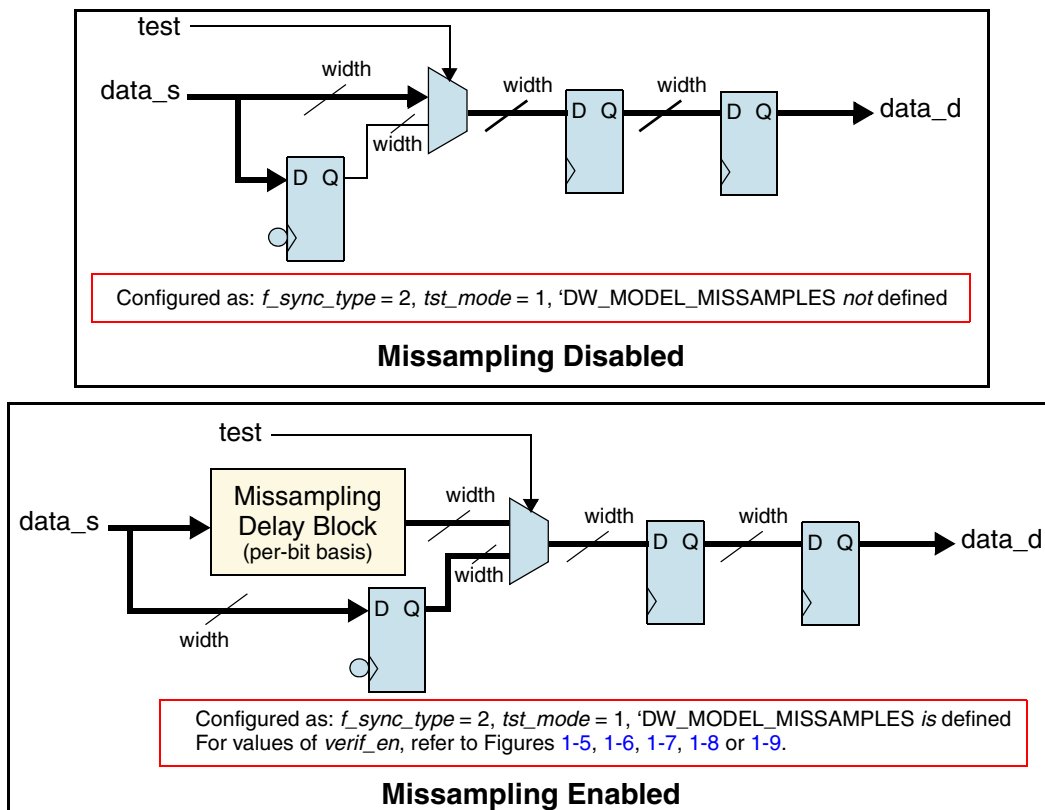 test
width
data_s
width
width
width
D Q
D Q
data_d
D Q
Configured as: f_sync_type = 2, tst_mode = 1, ‘DW_MODEL_MISSAMPLES not defined
Missampling Disabled
test
Missampling
Delay Block
(per-bit basis)
width
data_s
width
width
width
D Q
D Q
data_d
width
D Q
Configured as: f_sync_type = 2, tst_mode = 1, ‘DW_MODEL_MISSAMPLES is defined
For values of verif_en, refer to Figures 1-5, 1-6, 1-7, 1-8 or 1-9.
Missampling Enabled